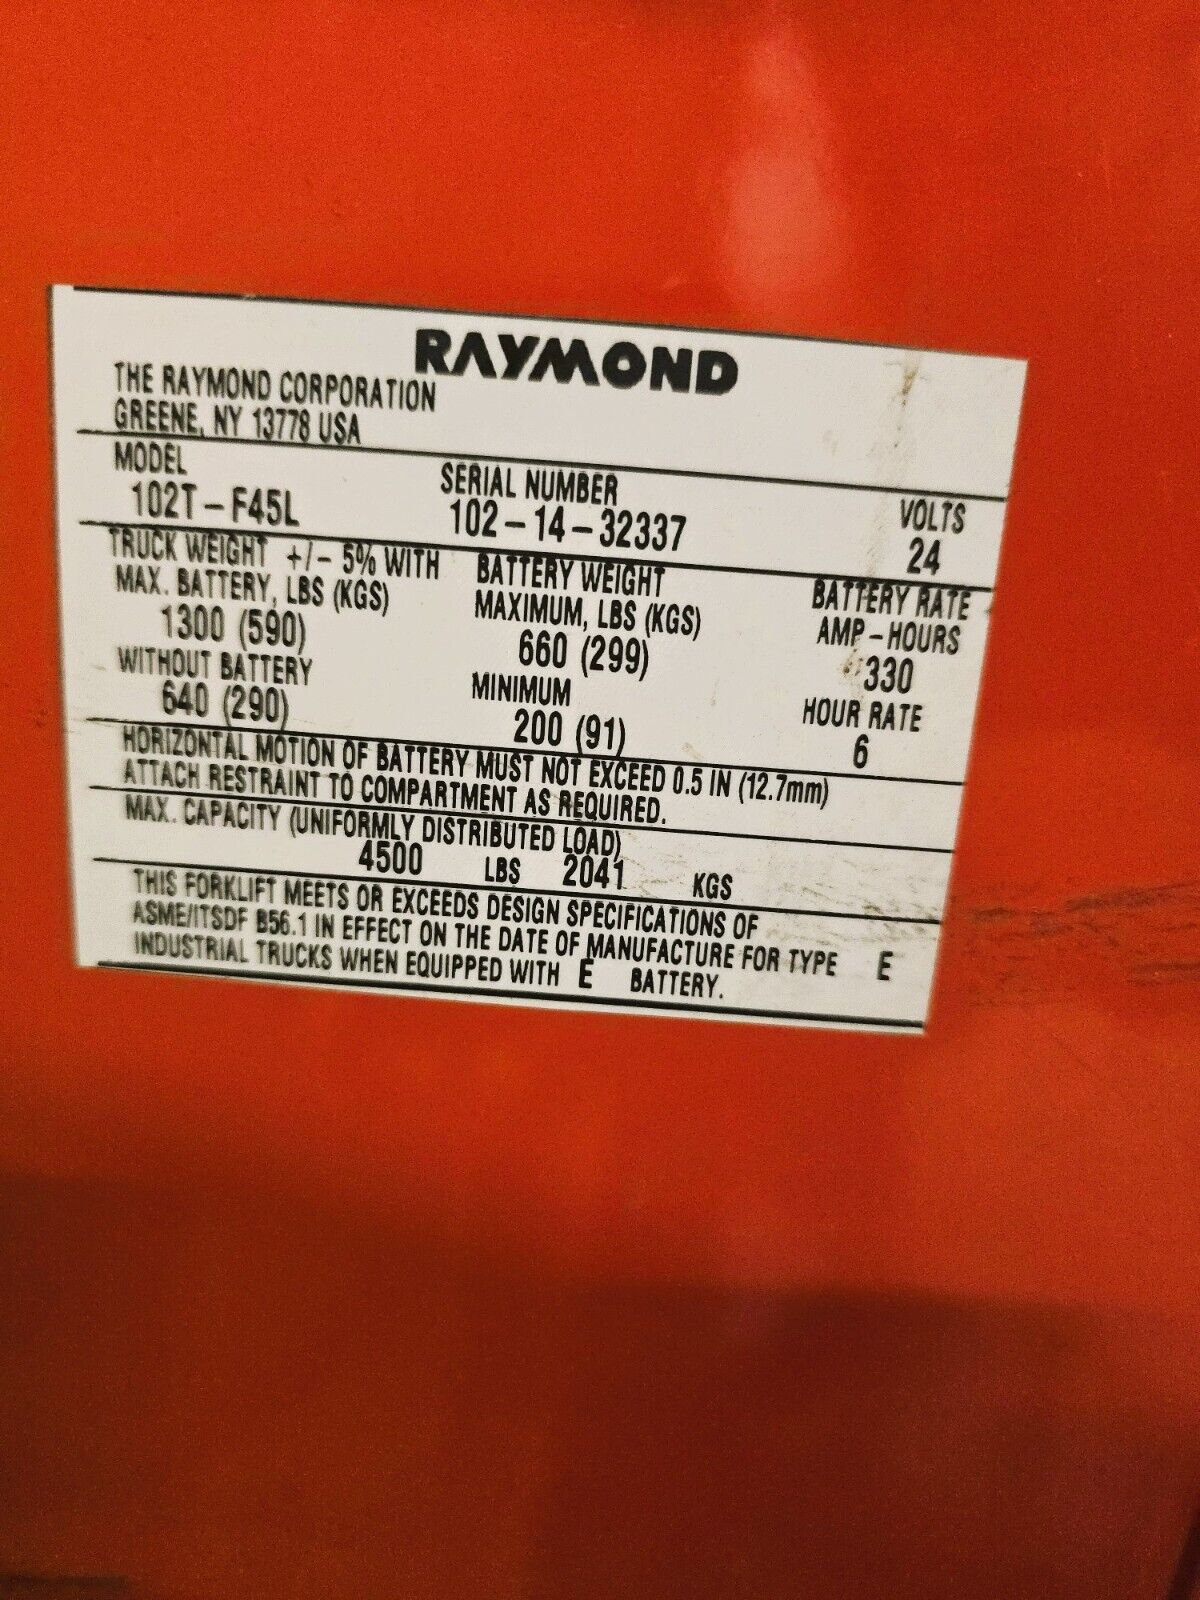 RAYMOND
THE RAYMOND CORPORATION
GREENE, NY 13778 USA
MODEL SERIAL NUMBER VOLTS
102T-F45L 102-14-32337 24
TRUCK WEIGHT +/- 5% WITH
MAX. BATTERY, LBS (KGS)
1300 (590)
WITHOUT BATTERY
640 (290)
BATTERY WEIGHT
MAXIMUM, LBS (KGS)
660 (299)
MINIMUM
200 (91)
BATTERY RATE
AMP-HOURS
330
HOUR RATE
6
HORIZONTAL MOTION OF BATTERY MUST NOT EXCEED 0.5 IN (12.7mm)
ATTACH RESTRAINT TO COMPARTMENT AS REQUIRED.
MAX. CAPACITY (UNIFORMLY DISTRIBUTED LOAD)
4500 LBS 2041 KGS
THIS FORKLIFT MEETS OR EXCEEDS DESIGN SPECIFICATIONS OF
ASME/ITSDF B56.1 IN EFFECT ON THE DATE OF MANUFACTURE FOR TYPE E
INDUSTRIAL TRUCKS WHEN EQUIPPED WITH E BATTERY.